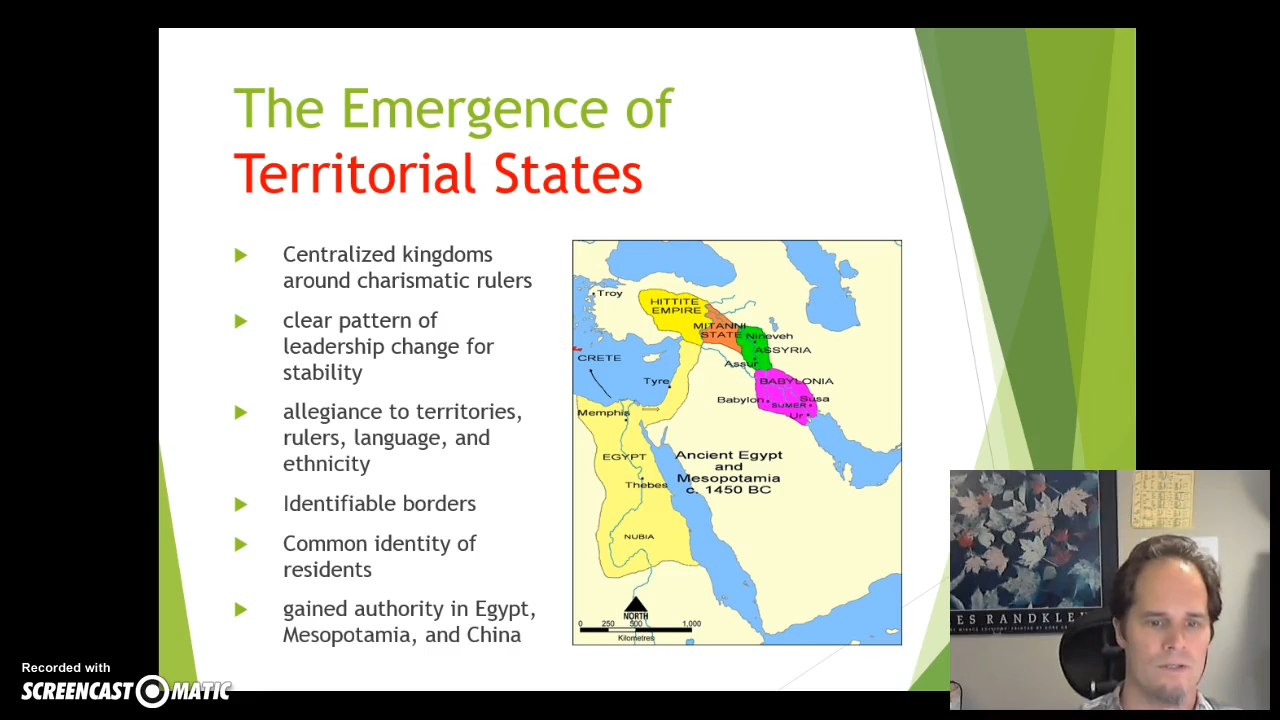 The Emergence of
Territorial States
Centralized kingdoms
around charismatic rulers
clear pattern of
leadership change for
stability
allegiance to territories,
rulers, language, and
ethnicity
Identifiable borders
Common identity of
residents
gained authority in Egypt,
Mesopotamia, and China
Troy
HITTITE
EMPIRE
MITANNI
STATE
Nineveh
ASSYRIA
Assur
CRETE
Tyre
BABYLONIA
Babylon
SUMER
Susa
Ur
Memphis
EGYPT
Thebes
NUBIA
Ancient Egypt
and
Mesopotamia
c. 1450 BC
NORTH
0 250 500 1,000
Kilometres
ES RANDKLEV
Recorded with
SCREENCAST MATIC